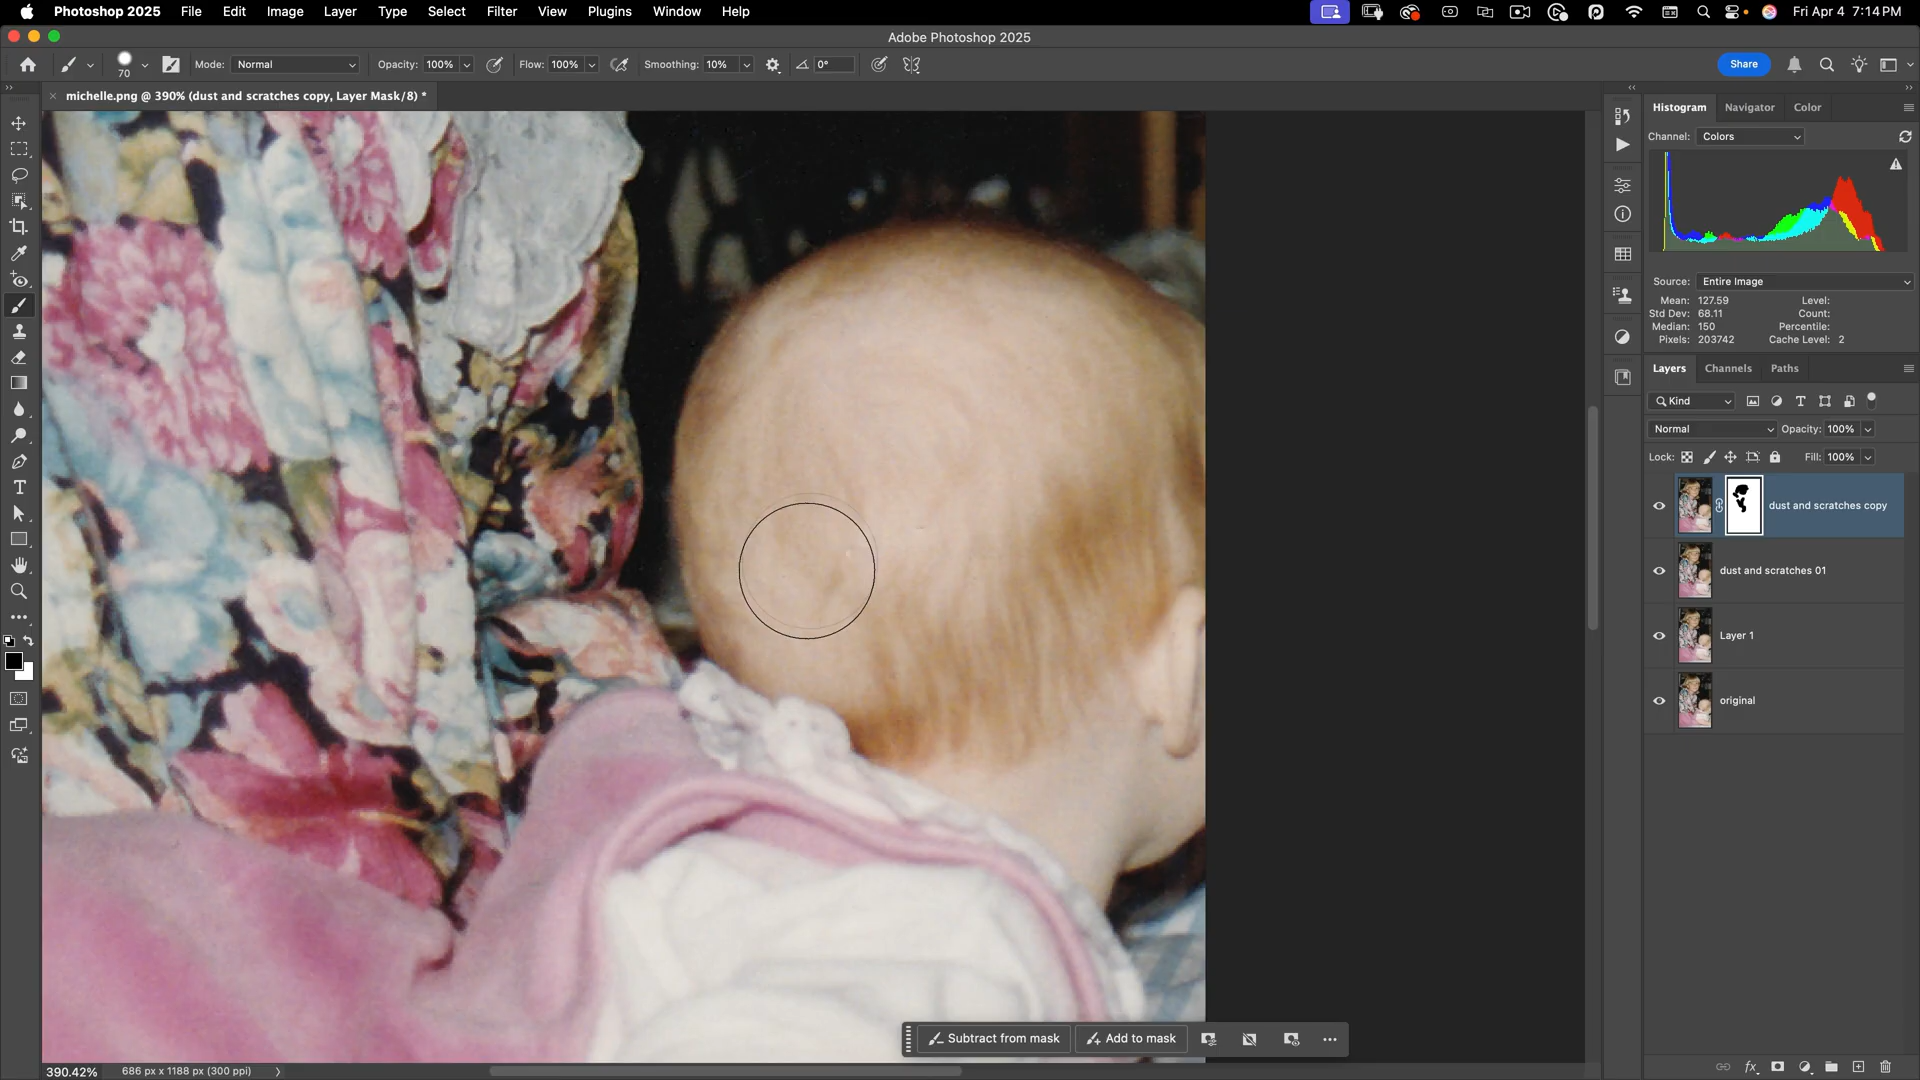 Photoshop 2025 File Edit Image Layer Type Select Filter View Plugins Window Help Fri Apr 4 7:14 PM
Adobe Photoshop 2025
70 Mode: Normal Opacity: 100% Flow: 100% Smoothing: 10% 0° Share
michelle.png @ 390% (dust and scratches copy, Layer Mask/8) *
Histogram Navigator Color
Channel: Colors
Source: Entire Image
Mean: 127.59 Level:
Std Dev: 68.11 Count:
Median: 150 Percentile:
Pixels: 203742 Cache Level: 2
Layers Channels Paths
Kind
Normal Opacity: 100%
Lock: Fill: 100%
dust and scratches copy
dust and scratches 01
Layer 1
original
Subtract from mask Add to mask
390.42% 686 px x 1188 px (300 ppi)